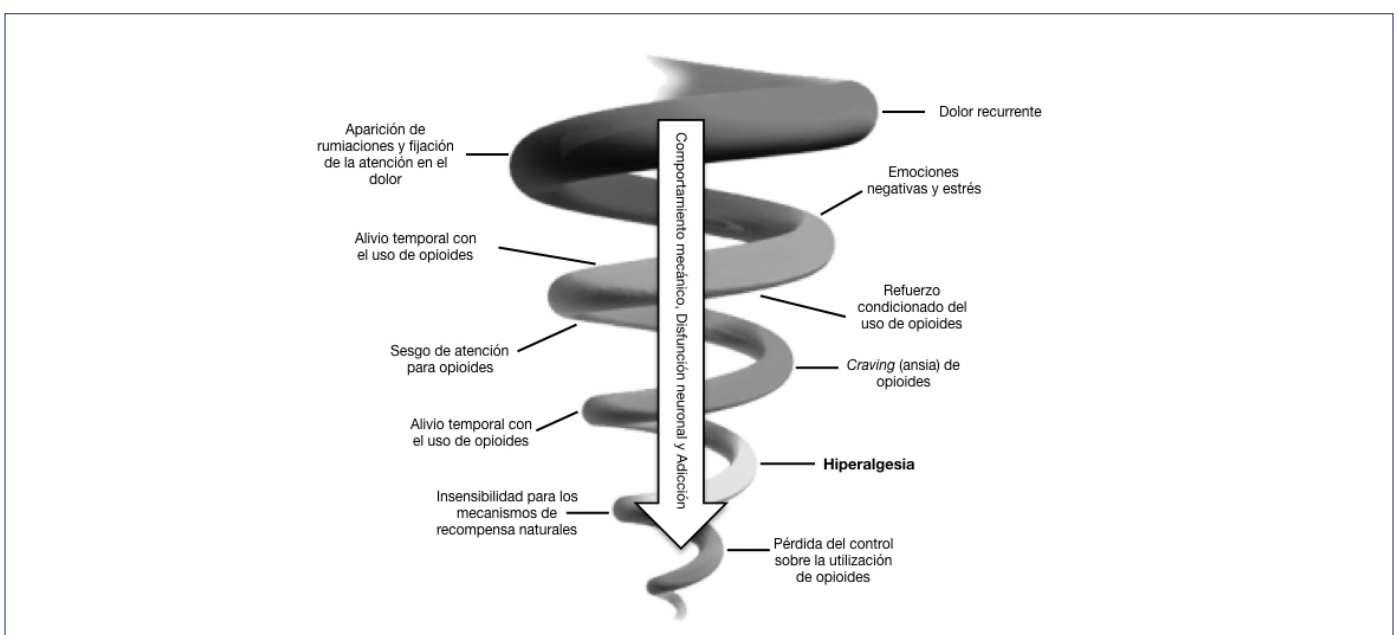 Dolor recurrente
Aparición de
rumiaciones y fijación
de la atención en el
dolor
Emociones
negativas y estrés
Alivio temporal con
el uso de opioides
Refuerzo
condicionado del
uso de opioides
Sesgo de atención
para opioides
Craving (ansia) de
opioides
Alivio temporal con
el uso de opioides
Hiperalgesia
Insensibilidad para los
mecanismos de
recompensa naturales
Pérdida del control
sobre la utilización
de opioides
Comportamiento mecánico, Disfunción neuronal y Adicción